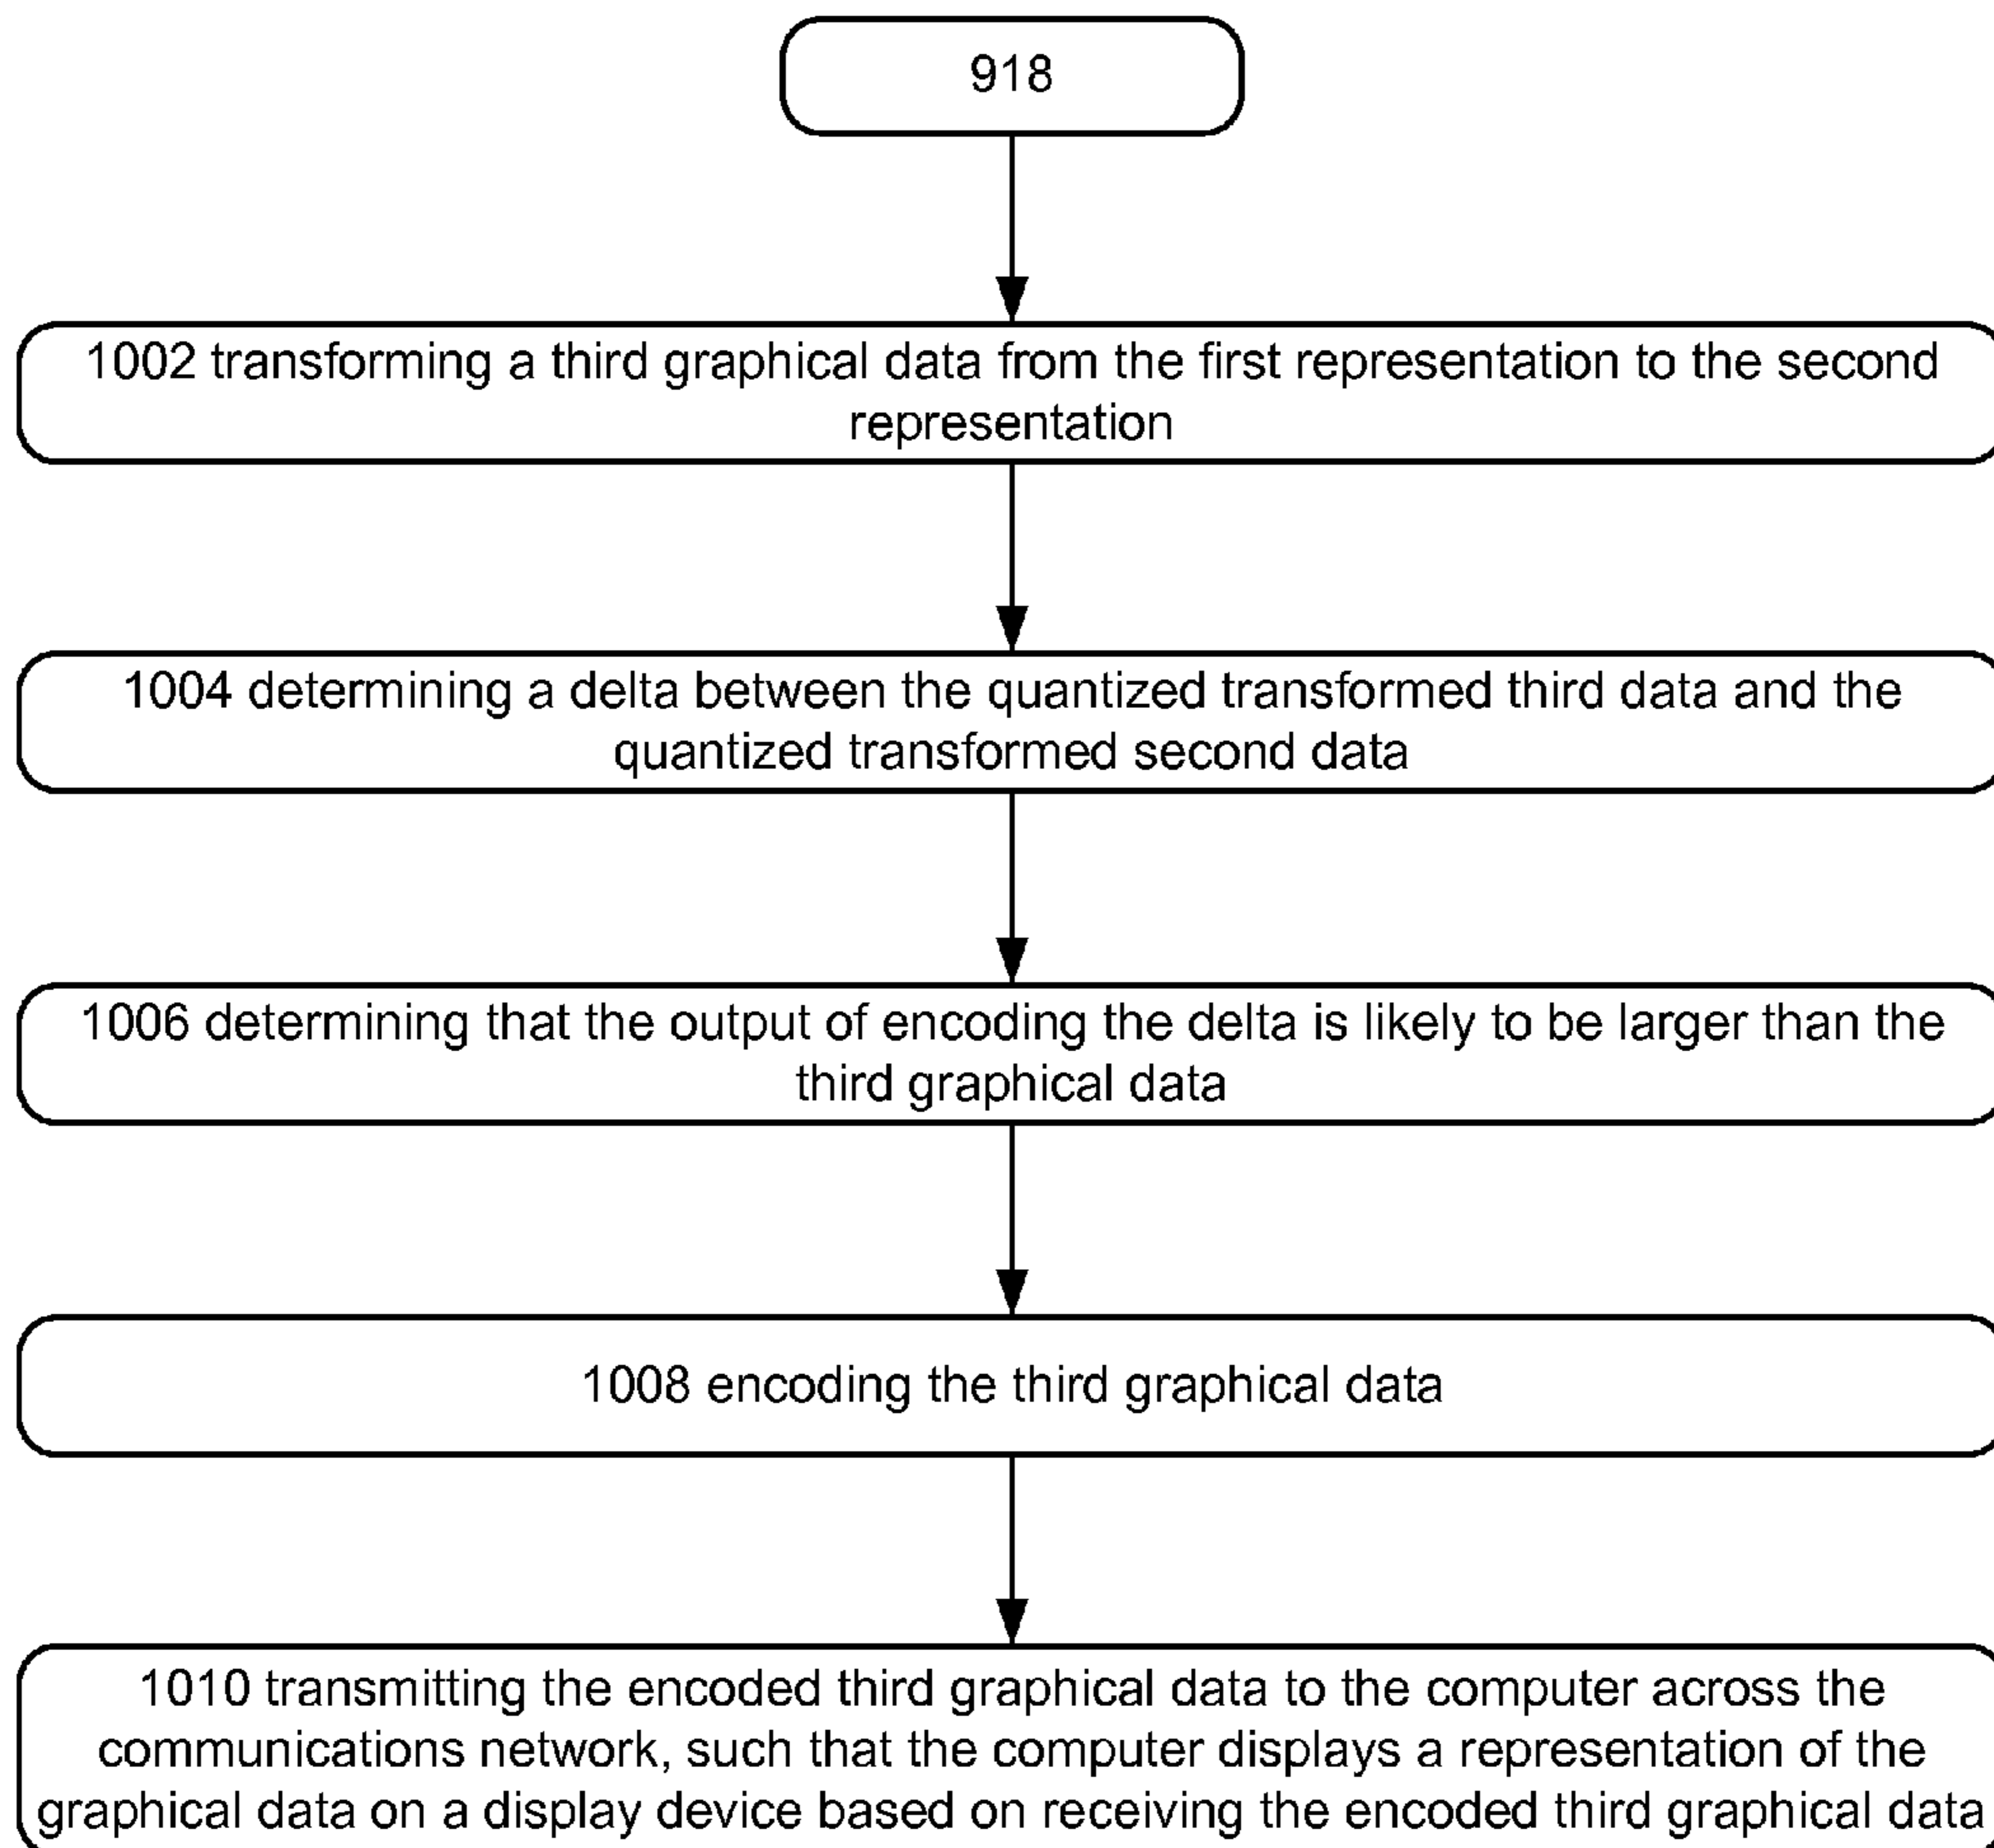 918
1002 transforming a third graphical data from the first representation to the second
representation
1004 determining a delta between the quantized transformed third data and the
quantized transformed second data
1006 determining that the output of encoding the delta is likely to be larger than the
third graphical data
1008 encoding the third graphical data
1010 transmitting the encoded third graphical data to the computer across the
communications network, such that the computer displays a representation of the
graphical data on a display device based on receiving the encoded third graphical data